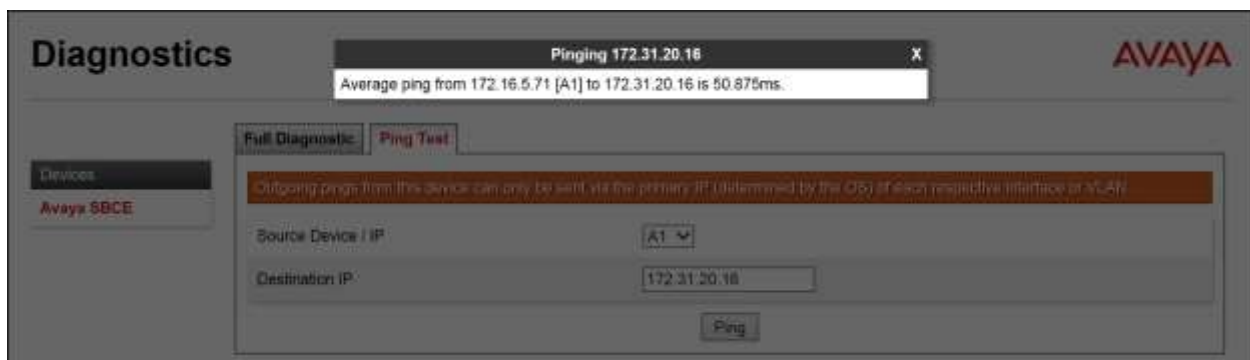 Diagnostics
Pinging 172.31.20.16 X
AVAYA
Average ping from 172.16.5.71 [A1] to 172.31.20.16 is 50.875ms.
Full Diagnostic Ping Test
Devices
Avaya SBCE
Outgoing pings from this device can only be sent via the primary IP (determined by the OS) of each respective interface or VLAN.
Source Device / IP A1
Destination IP 172.31.20.16
Ping